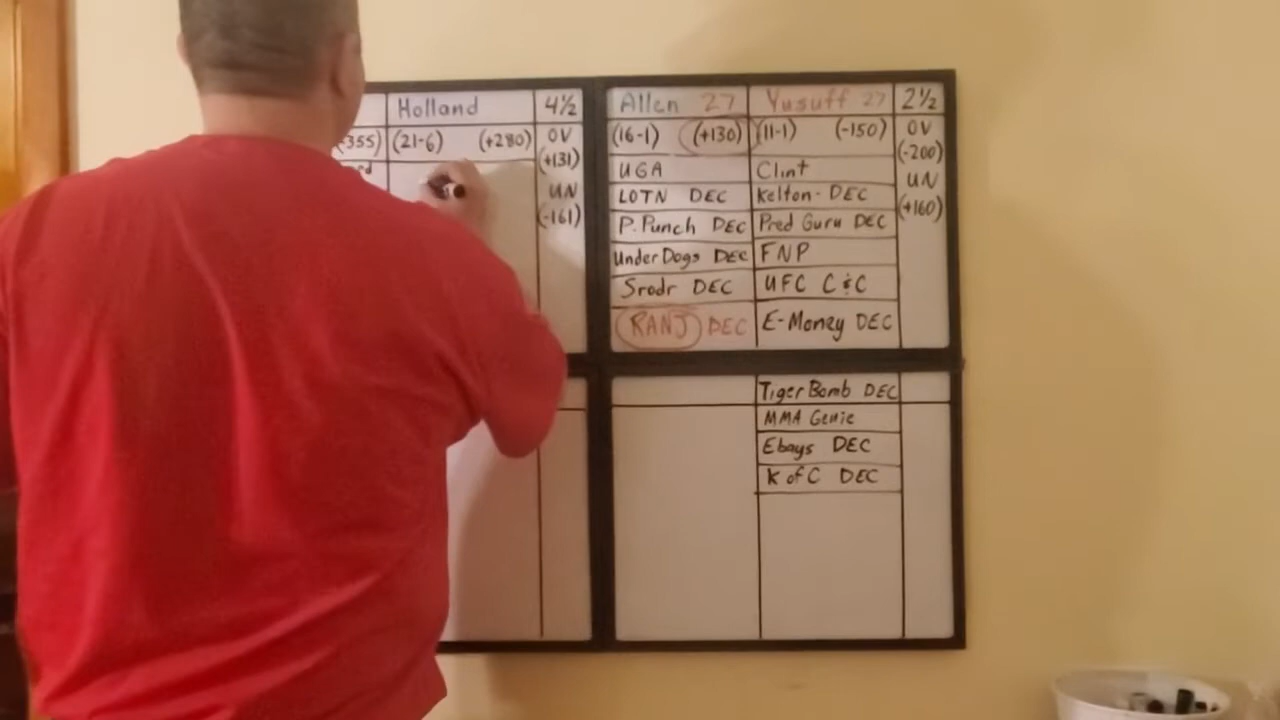 Holland 4½
-355) (21-6) (+280) OV
(+131)
UN
(-161)
Allen 27 Yusuff 27 2½
(16-1) (+130) (11-1) (-150) OV
(-200)
UGA Clint UN
LOTN DEC Kelton- DEC (+160)
P.Punch DEC Pred Guru DEC
UnderDogs DEC FNP
Srodr DEC UFC C&C
RANJ DEC E-Money DEC
Tiger Bomb DEC
MMA Genie
Ebays DEC
K of C DEC